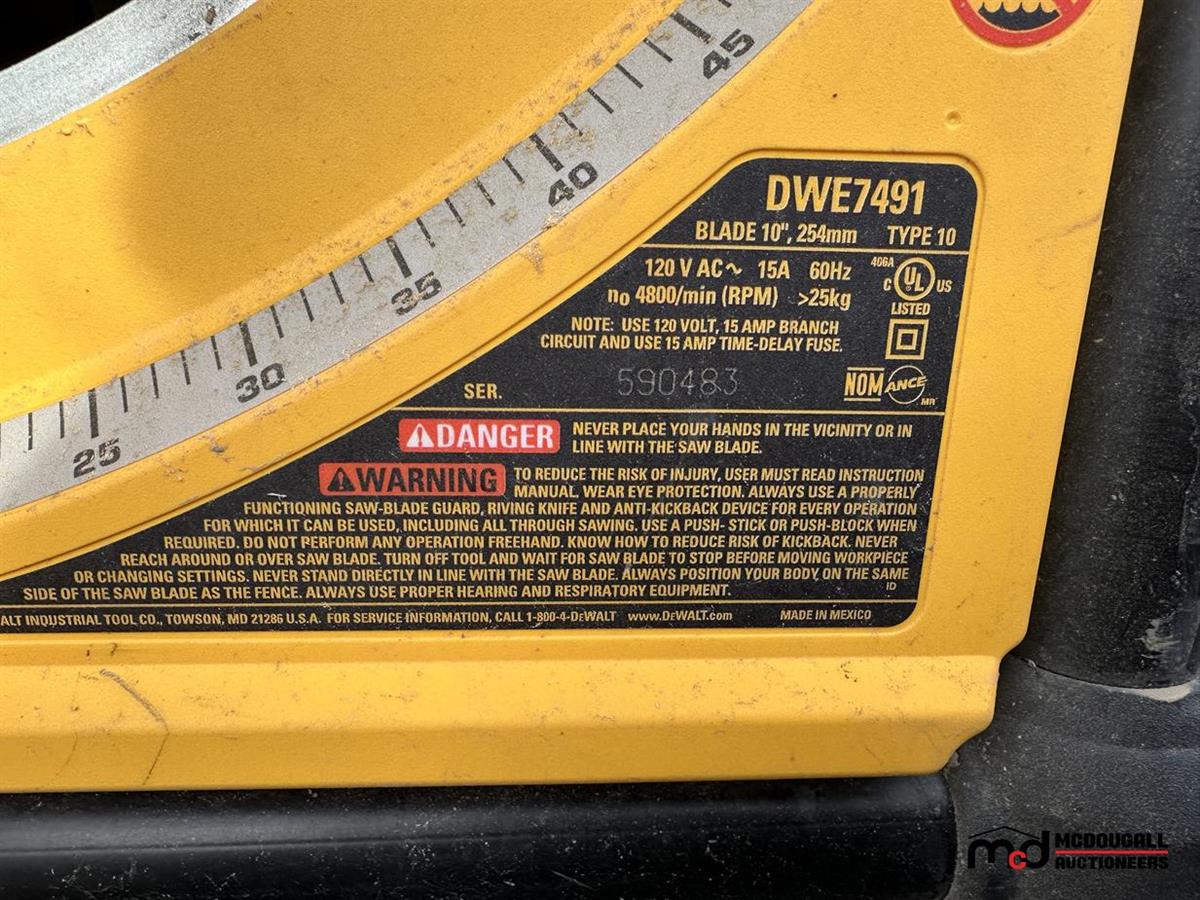 45
40
35
30
25
DWE7491
BLADE 10", 254mm TYPE 10
120 V AC~ 15A 60Hz
n₀ 4800/min (RPM) >25kg
406A
C UL US
LISTED
NOTE: USE 120 VOLT, 15 AMP BRANCH
CIRCUIT AND USE 15 AMP TIME-DELAY FUSE.
SER. 590483
NOM ANCE
MR
DANGER NEVER PLACE YOUR HANDS IN THE VICINITY OR IN
LINE WITH THE SAW BLADE.
WARNING TO REDUCE THE RISK OF INJURY, USER MUST READ INSTRUCTION
MANUAL. WEAR EYE PROTECTION. ALWAYS USE A PROPERLY
FUNCTIONING SAW-BLADE GUARD, RIVING KNIFE AND ANTI-KICKBACK DEVICE FOR EVERY OPERATION
FOR WHICH IT CAN BE USED, INCLUDING ALL THROUGH SAWING. USE A PUSH- STICK OR PUSH-BLOCK WHEN
REQUIRED. DO NOT PERFORM ANY OPERATION FREEHAND. KNOW HOW TO REDUCE RISK OF KICKBACK. NEVER
REACH AROUND OR OVER SAW BLADE. TURN OFF TOOL AND WAIT FOR SAW BLADE TO STOP BEFORE MOVING WORKPIECE
OR CHANGING SETTINGS. NEVER STAND DIRECTLY IN LINE WITH THE SAW BLADE. ALWAYS POSITION YOUR BODY ON THE SAME
SIDE OF THE SAW BLADE AS THE FENCE. ALWAYS USE PROPER HEARING AND RESPIRATORY EQUIPMENT.
ID
ALT INDUSTRIAL TOOL CO., TOWSON, MD 21286 U.S.A. FOR SERVICE INFORMATION, CALL 1-800-4-DeWALT www.DeWALT.com MADE IN MEXICO
mcd MCDOUGALL
AUCTIONEERS